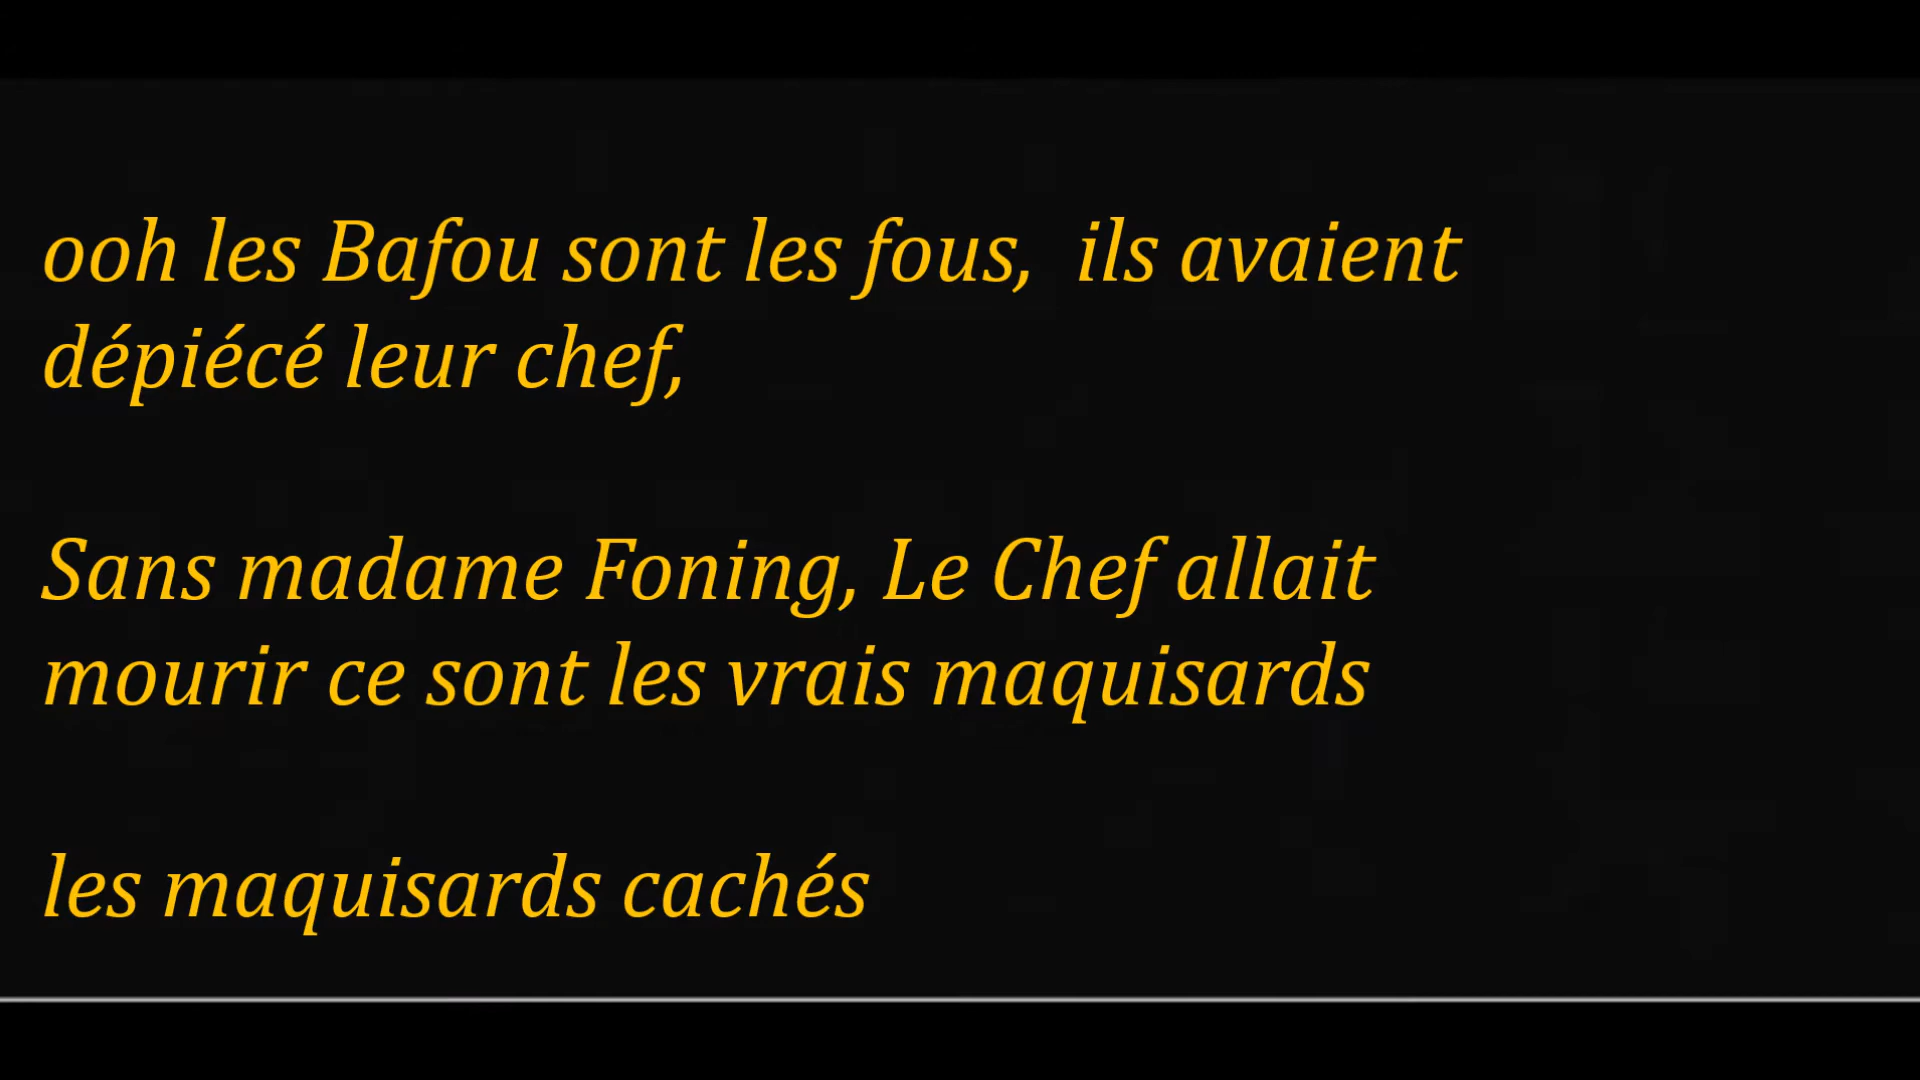 ooh les Bafou sont les fous,  ils avaient
dépiécé leur chef,
Sans madame Foning, Le Chef allait
mourir ce sont les vrais maquisards
les maquisards cachés